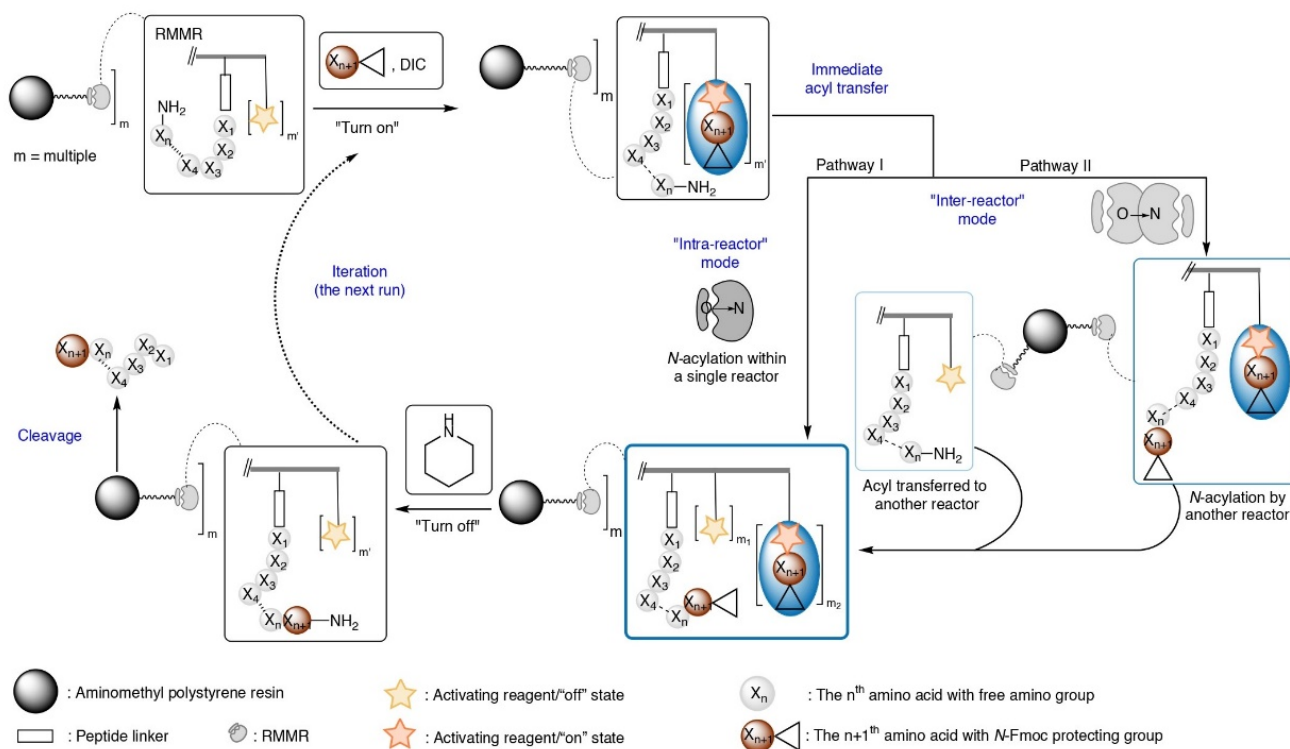 RMMR
NH2
Xn
X4
X3
X2
X1
m'
m
m = multiple
Xn+1
, DIC
"Turn on"
m
X1
X2
X3
X4
Xn
NH2
Xn+1
m'
Immediate
acyl transfer
Pathway I
Pathway II
"Inter-reactor"
mode
O
N
"Intra-reactor"
mode
O
N
N-acylation within
a single reactor
Iteration
(the next run)
X1
X2
X3
X4
Xn
NH2
Acyl transferred to
another reactor
X1
X2
X3
X4
Xn
Xn+1
Xn+1
N-acylation by
another reactor
Xn+1
Xn
X4
X3
X2
X1
Cleavage
m
X1
X2
X3
X4
Xn
Xn+1
NH2
m'
H
N
"Turn off"
m
X1
X2
X3
X4
Xn
Xn+1
m1
Xn+1
m2
: Aminomethyl polystyrene resin
: Activating reagent/“off” state
Xn
: The nth amino acid with free amino group
: Peptide linker
: RMMR
: Activating reagent/“on” state
Xn+1
: The n+1th amino acid with N-Fmoc protecting group